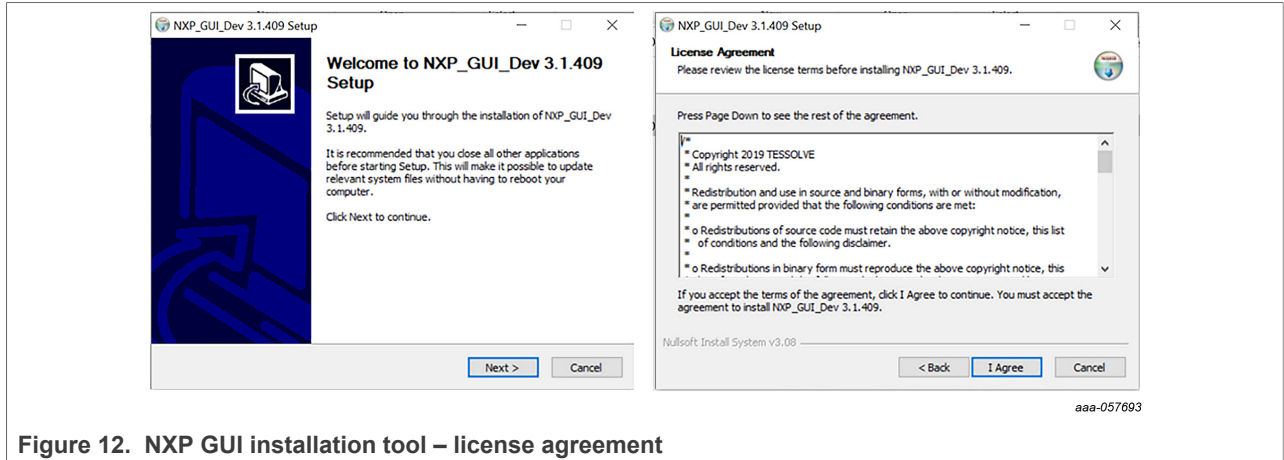 NXP_GUI_Dev 3.1.409 Setup
Welcome to NXP_GUI_Dev 3.1.409
Setup
Setup will guide you through the installation of NXP_GUI_Dev
3.1.409.
It is recommended that you close all other applications
before starting Setup. This will make it possible to update
relevant system files without having to reboot your
computer.
Click Next to continue.
Next >
Cancel
NXP_GUI_Dev 3.1.409 Setup
License Agreement
Please review the license terms before installing NXP_GUI_Dev 3.1.409.
Press Page Down to see the rest of the agreement.
/*
* Copyright 2019 TESSOLVE
* All rights reserved.
*
* Redistribution and use in source and binary forms, with or without modification,
* are permitted provided that the following conditions are met:
*
* o Redistributions of source code must retain the above copyright notice, this list
* of conditions and the following disclaimer.
*
* o Redistributions in binary form must reproduce the above copyright notice, this
If you accept the terms of the agreement, click I Agree to continue. You must accept the
agreement to install NXP_GUI_Dev 3.1.409.
Nullsoft Install System v3.08
< Back
I Agree
Cancel
aaa-057693
Figure 12. NXP GUI installation tool – license agreement